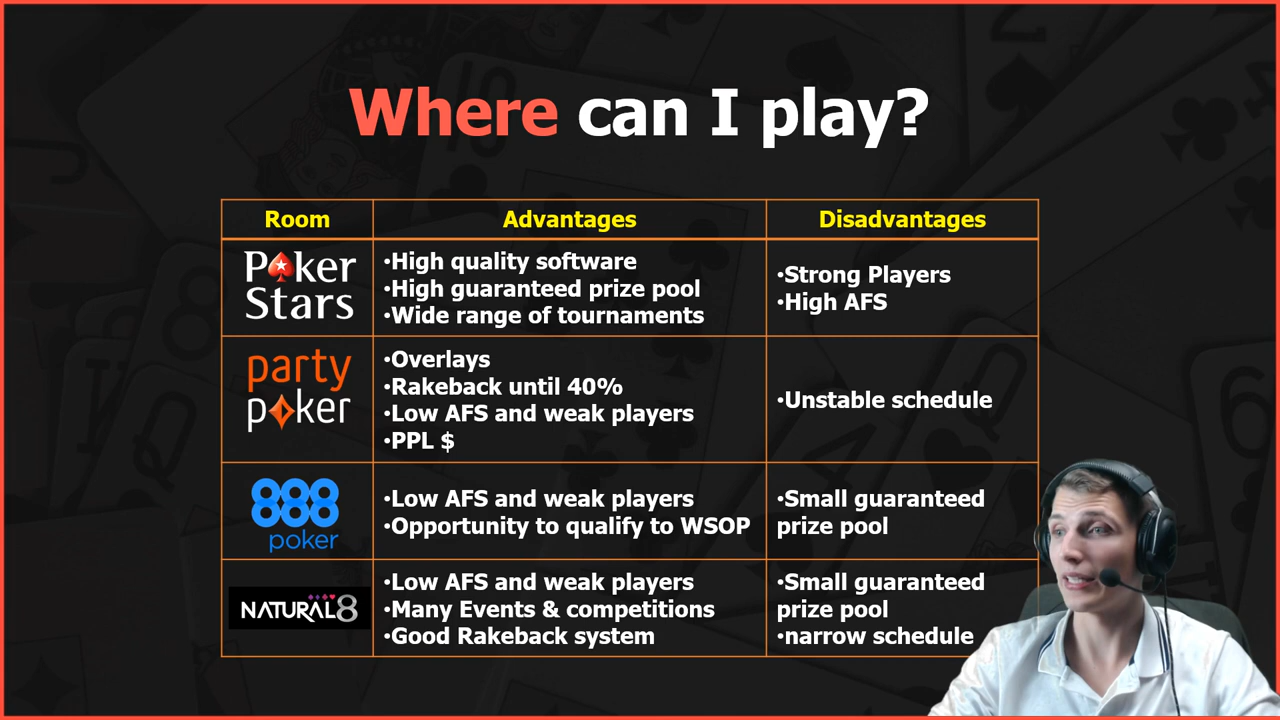 Where can I play?
Room
Advantages
Disadvantages
PokerStars
•High quality software
•High guaranteed prize pool
•Wide range of tournaments
•Strong Players
•High AFS
party
poker
•Overlays
•Rakeback until 40%
•Low AFS and weak players
•PPL $
•Unstable schedule
888
poker
•Low AFS and weak players
•Opportunity to qualify to WSOP
•Small guaranteed
prize pool
NATURAL8
•Low AFS and weak players
•Many Events & competitions
•Good Rakeback system
•Small guaranteed
prize pool
•narrow schedule